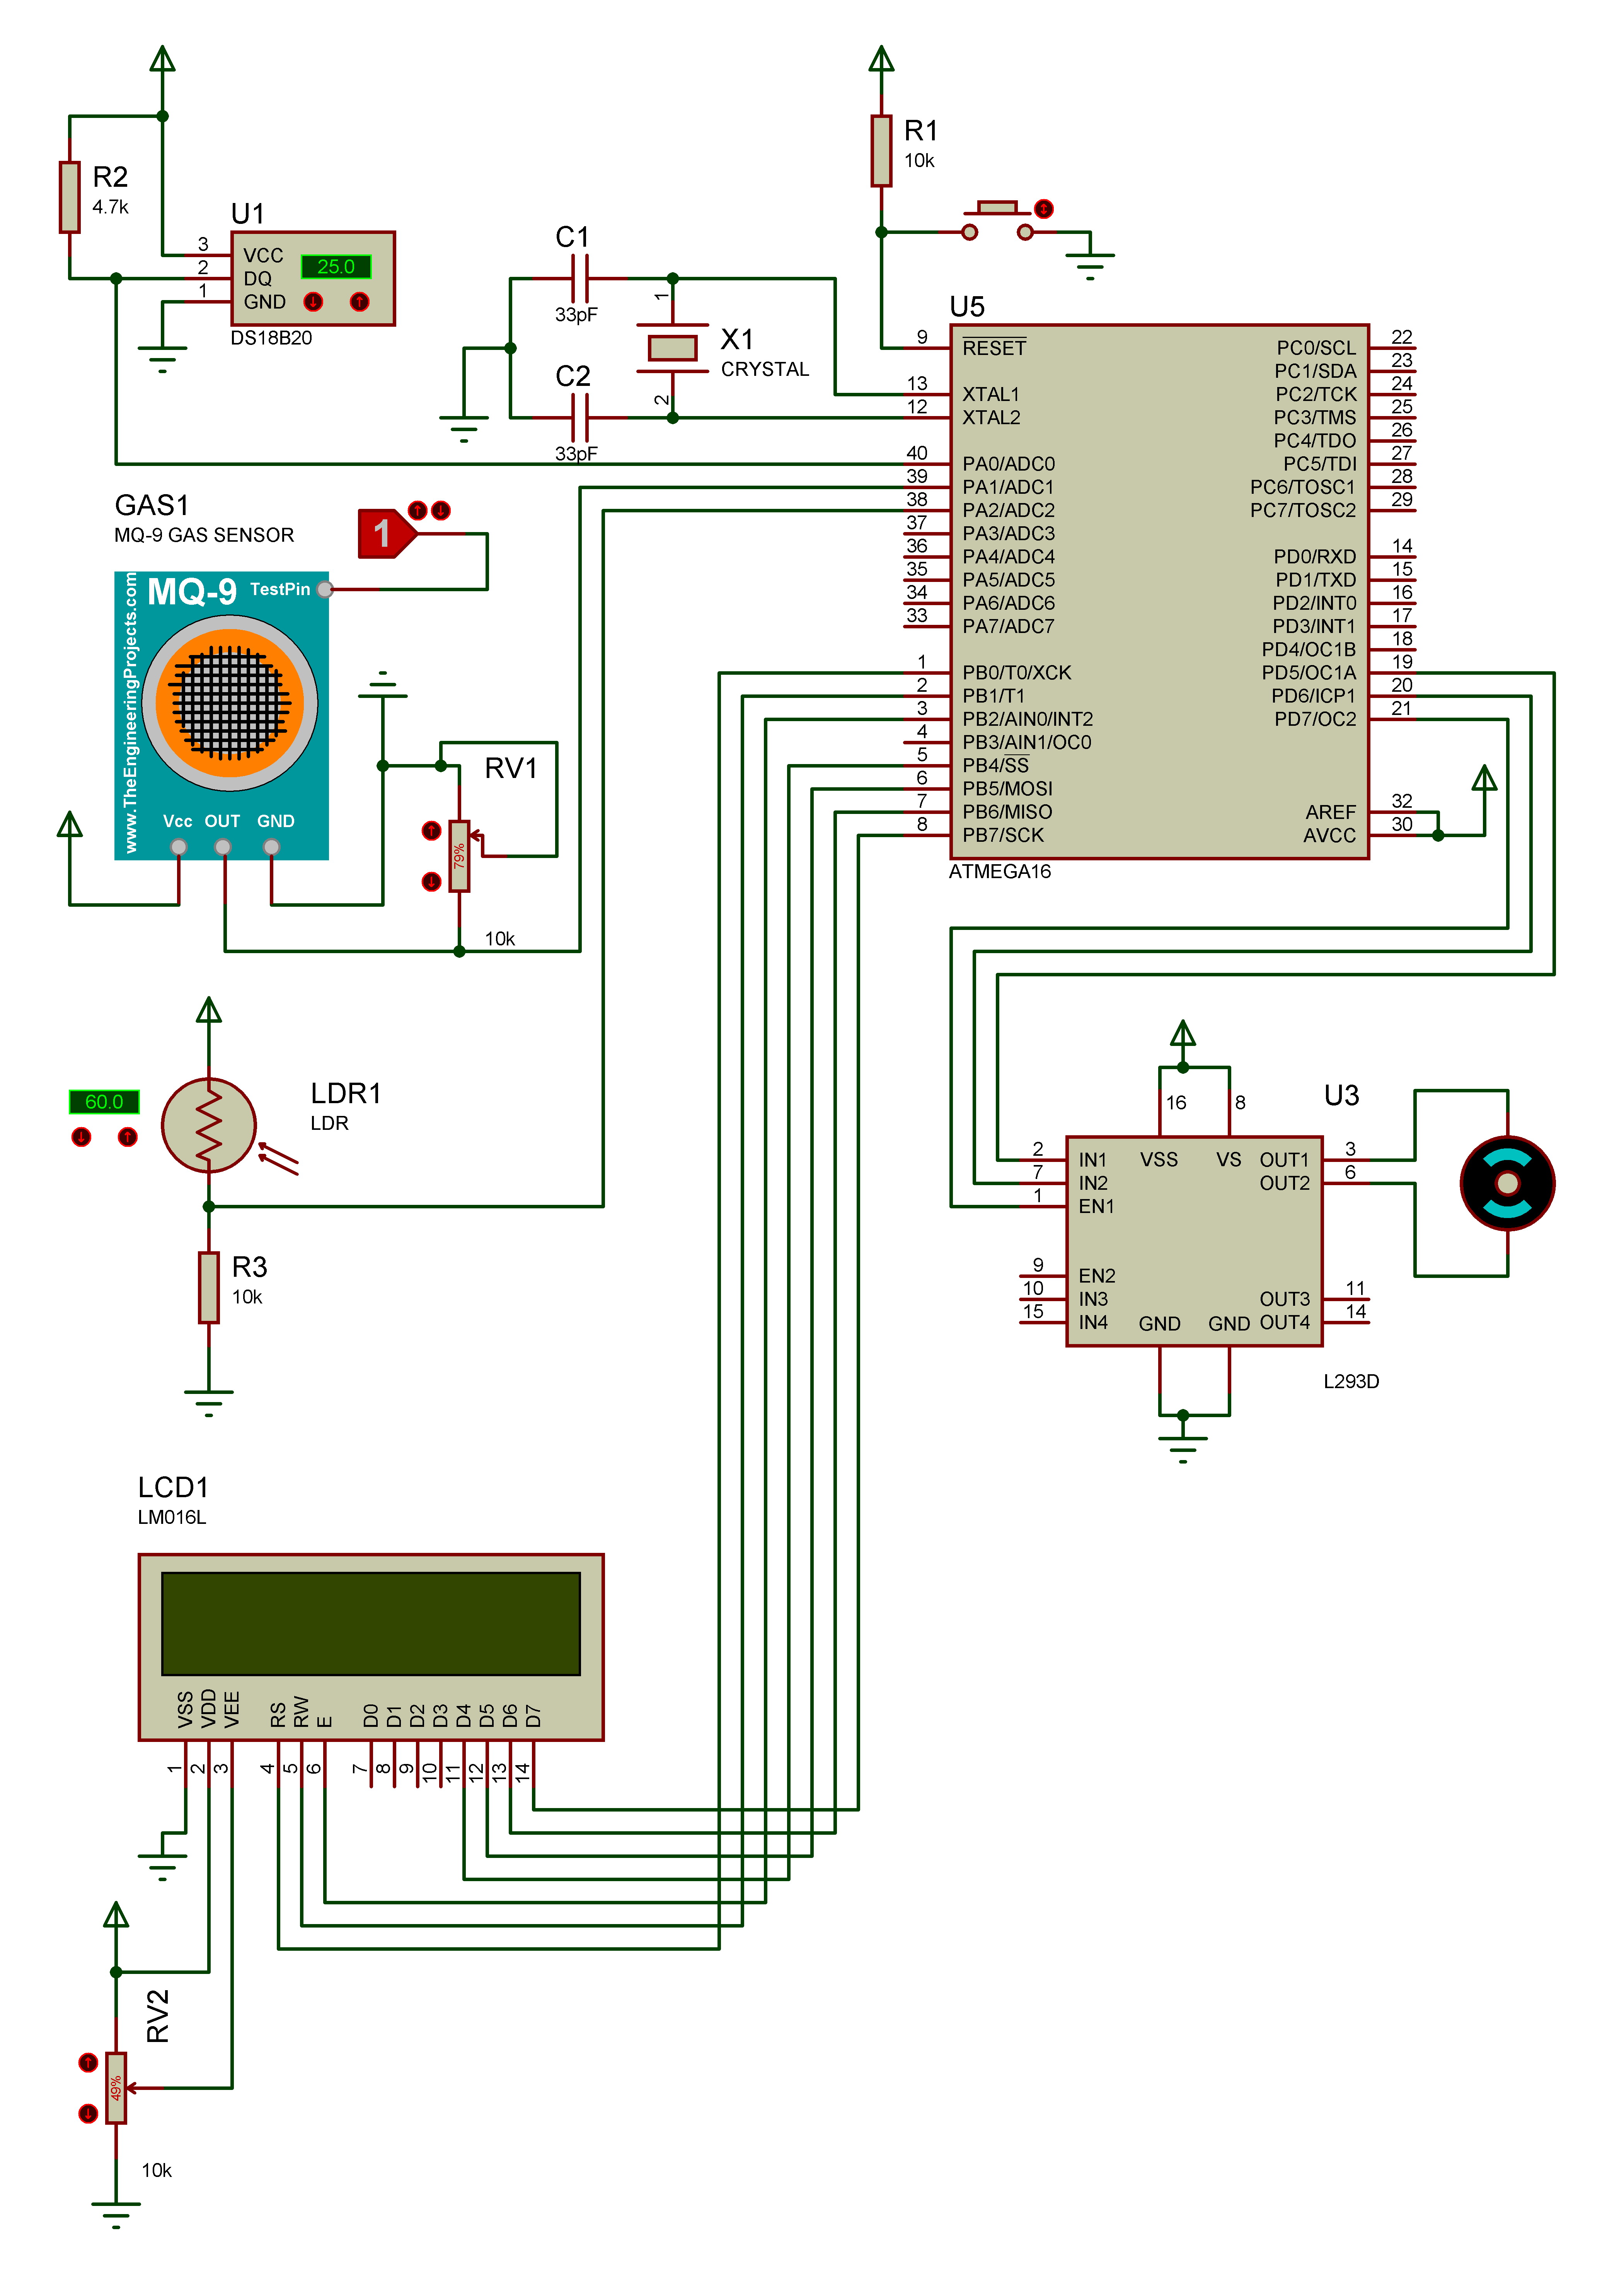 R2
4.7k
U1
3
2
1
VCC
DQ
GND
25.0
DS18B20
C1
33pF
C2
33pF
1
2
X1
CRYSTAL
R1
10k
U5
9
13
12
40
39
38
37
36
35
34
33
1
2
3
4
5
6
7
8
RESET
XTAL1
XTAL2
PA0/ADC0
PA1/ADC1
PA2/ADC2
PA3/ADC3
PA4/ADC4
PA5/ADC5
PA6/ADC6
PA7/ADC7
PB0/T0/XCK
PB1/T1
PB2/AIN0/INT2
PB3/AIN1/OC0
PB4/SS
PB5/MOSI
PB6/MISO
PB7/SCK
PC0/SCL
PC1/SDA
PC2/TCK
PC3/TMS
PC4/TDO
PC5/TDI
PC6/TOSC1
PC7/TOSC2
PD0/RXD
PD1/TXD
PD2/INT0
PD3/INT1
PD4/OC1B
PD5/OC1A
PD6/ICP1
PD7/OC2
AREF
AVCC
22
23
24
25
26
27
28
29
14
15
16
17
18
19
20
21
32
30
ATMEGA16
GAS1
MQ-9 GAS SENSOR
1
MQ-9
TestPin
www.TheEngineeringProjects.com
Vcc OUT GND
RV1
79%
10k
LDR1
LDR
60.0
R3
10k
U3
16
8
2
7
1
9
10
15
IN1
IN2
EN1
EN2
IN3
IN4
VSS
VS
GND
GND
OUT1
OUT2
OUT3
OUT4
3
6
11
14
L293D
LCD1
LM016L
VSS
VDD
VEE
RS
RW
E
D0
D1
D2
D3
D4
D5
D6
D7
1
2
3
4
5
6
7
8
9
10
11
12
13
14
RV2
49%
10k